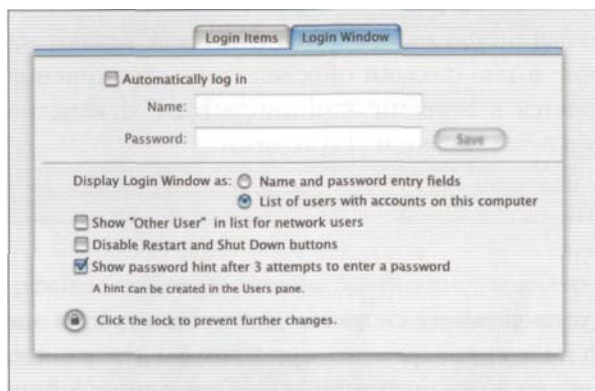 Login Items
Login Window
Automatically log in
Name:
Password:
Save
Display Login Window as:
Name and password entry fields
List of users with accounts on this computer
Show "Other User" in list for network users
Disable Restart and Shut Down buttons
Show password hint after 3 attempts to enter a password
A hint can be created in the Users pane.
Click the lock to prevent further changes.